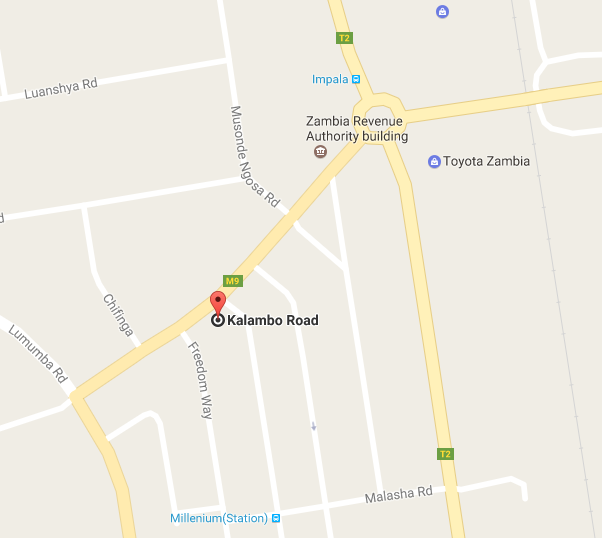 T2
Impala
Luanshya Rd
Zambia Revenue
Authority building
Musonde Ngosa Rd
Toyota Zambia
d
M9
Kalambo Road
Chifinga
Lumumba Rd
Freedom Way
T2
Malasha Rd
Millenium(Station)